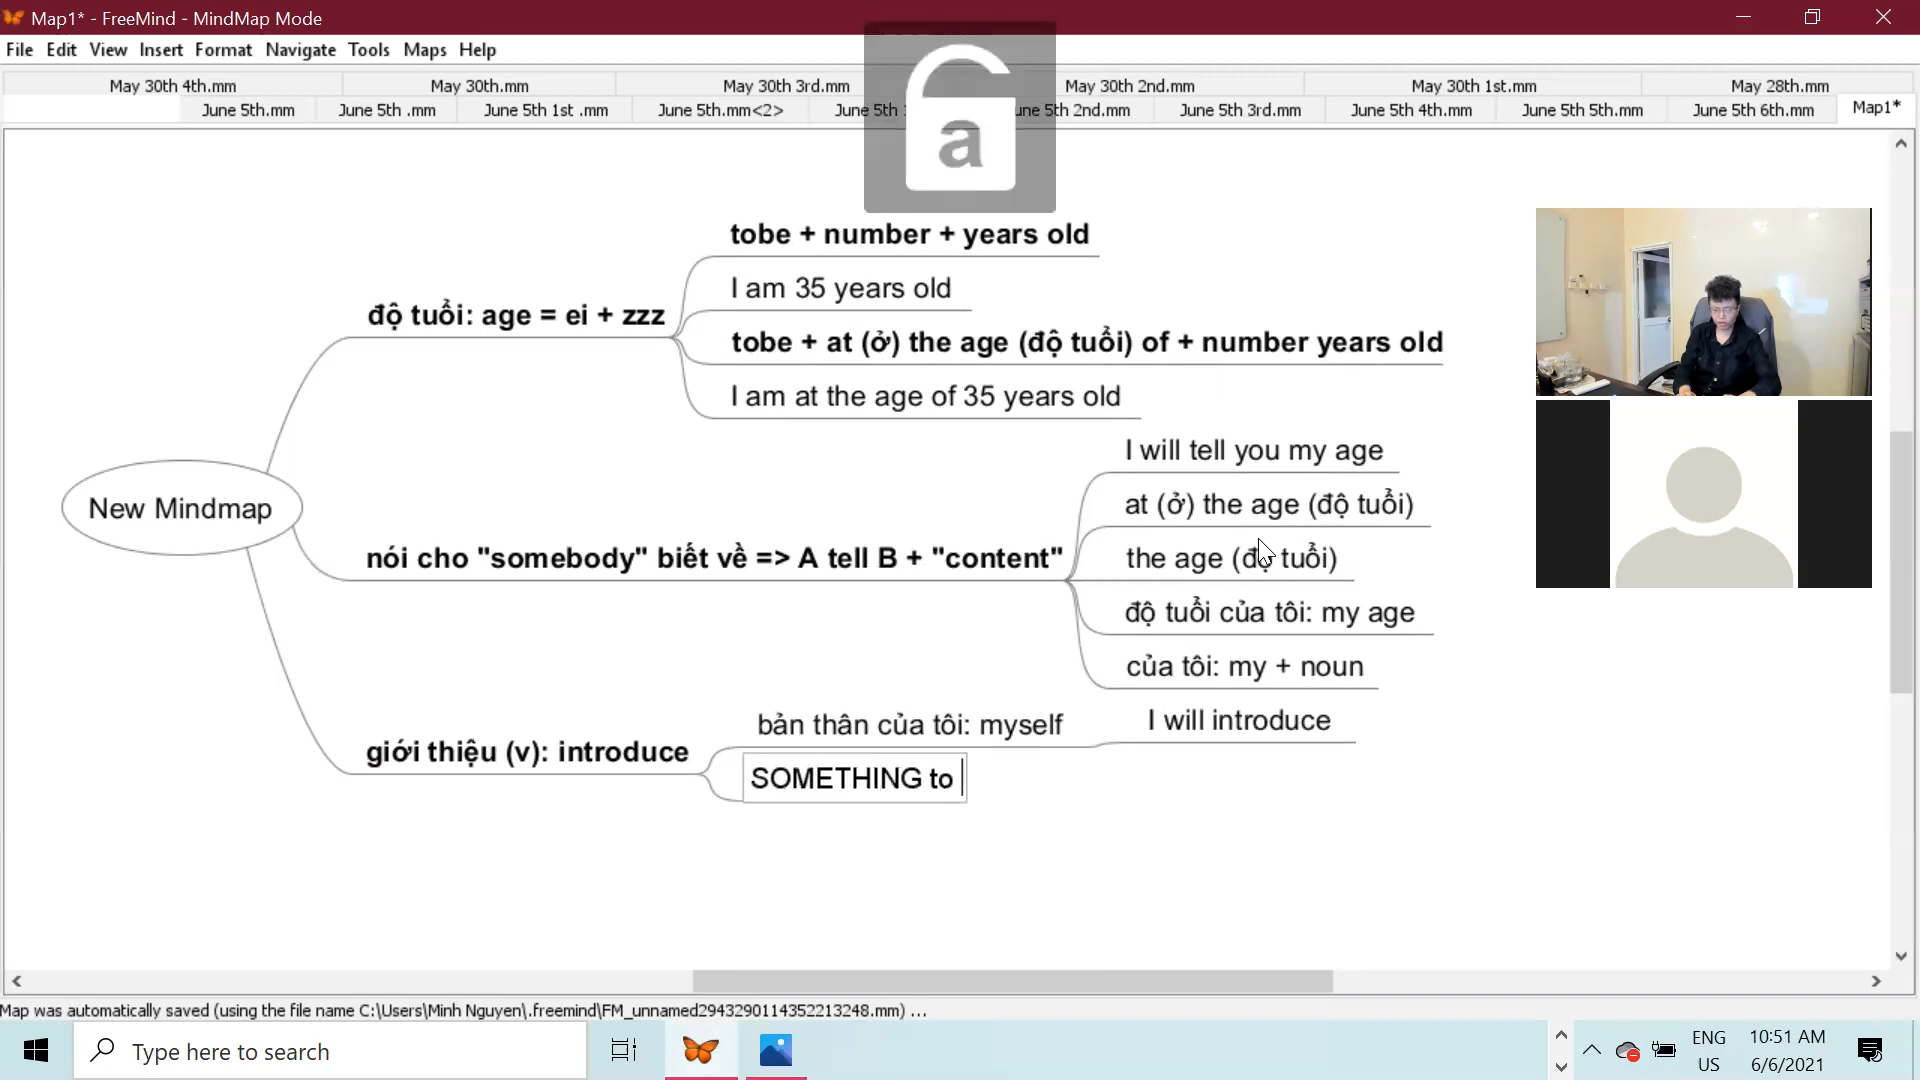 Map1* - FreeMind - MindMap Mode
File Edit View Insert Format Navigate Tools Maps Help
May 30th 4th.mm May 30th.mm May 30th 3rd.mm May 30th 2nd.mm May 30th 1st.mm May 28th.mm
June 5th.mm June 5th .mm June 5th 1st .mm June 5th.mm<2> June 5th 5th 2nd.mm June 5th 3rd.mm June 5th 4th.mm June 5th 5th.mm June 5th 6th.mm Map1*
a
tobe + number + years old
I am 35 years old
độ tuổi: age = ei + zzz
tobe + at (ở) the age (độ tuổi) of + number years old
I am at the age of 35 years old
I will tell you my age
at (ở) the age (độ tuổi)
New Mindmap
nói cho "somebody" biết về => A tell B + "content"
the age (độ tuổi)
độ tuổi của tôi: my age
của tôi: my + noun
bản thân của tôi: myself
I will introduce
giới thiệu (v): introduce
SOMETHING to
Map was automatically saved (using the file name C:\Users\Minh Nguyen\.freemind\FM_unnamed2943290114352213248.mm) ...
Type here to search
ENG
US
10:51 AM
6/6/2021